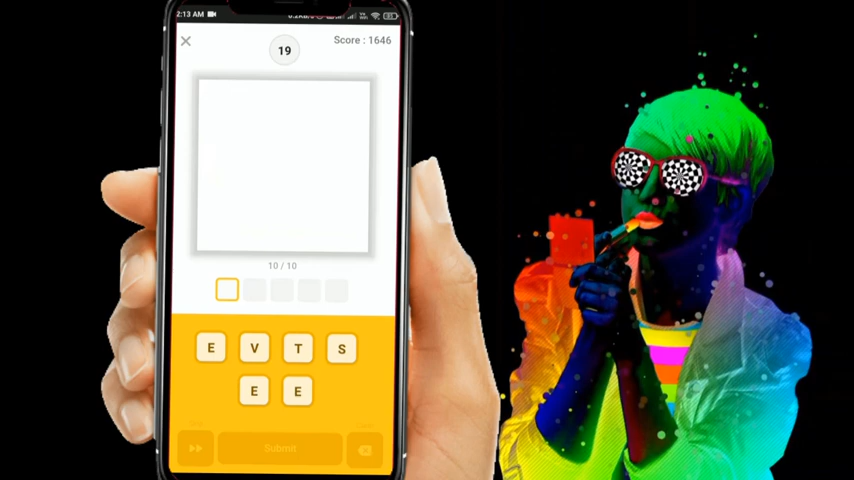 2:13 AM
19
Score : 1646
10 / 10
E V T S
E E
Submit